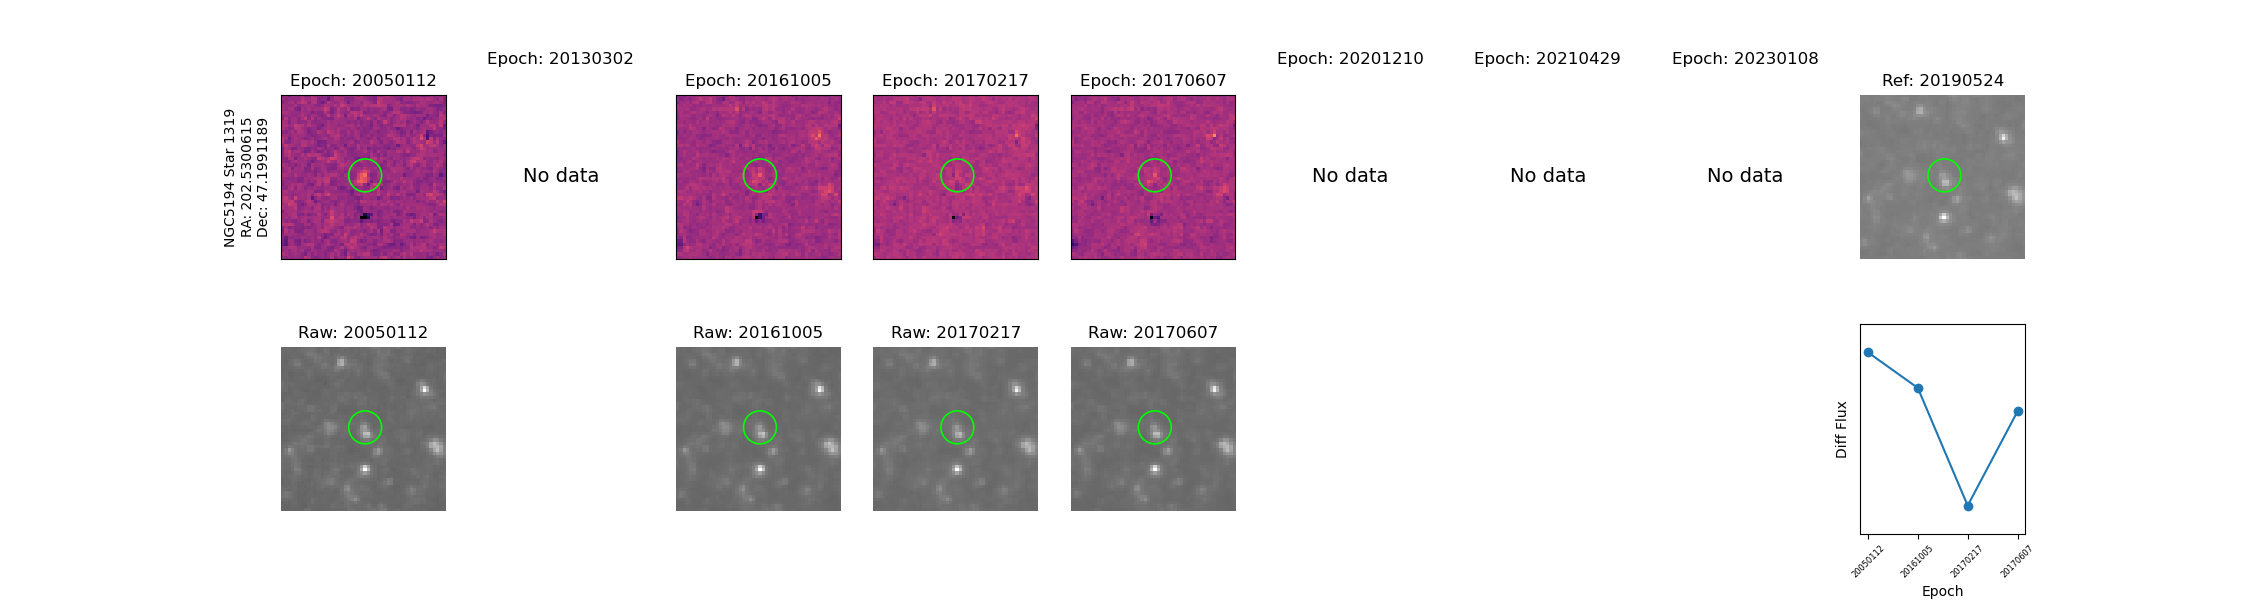 NGC5194 Star 1319
RA: 202.5300615
Dec: 47.1991189
Epoch: 20050112
Epoch: 20130302
No data
Epoch: 20161005
Epoch: 20170217
Epoch: 20170607
Epoch: 20201210
No data
Epoch: 20210429
No data
Epoch: 20230108
No data
Ref: 20190524
Raw: 20050112
Raw: 20161005
Raw: 20170217
Raw: 20170607
Diff Flux
20050112
20161005
20170217
20170607
Epoch